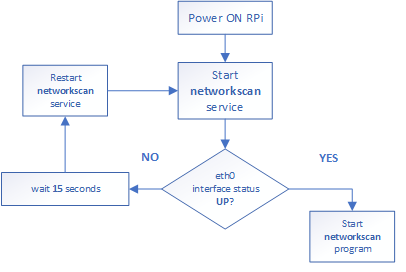 Power ON RPi
Restart
networkscan
service
Start
networkscan
service
NO
YES
eth0
interface status
UP?
wait 15 seconds
Start
networkscan
program